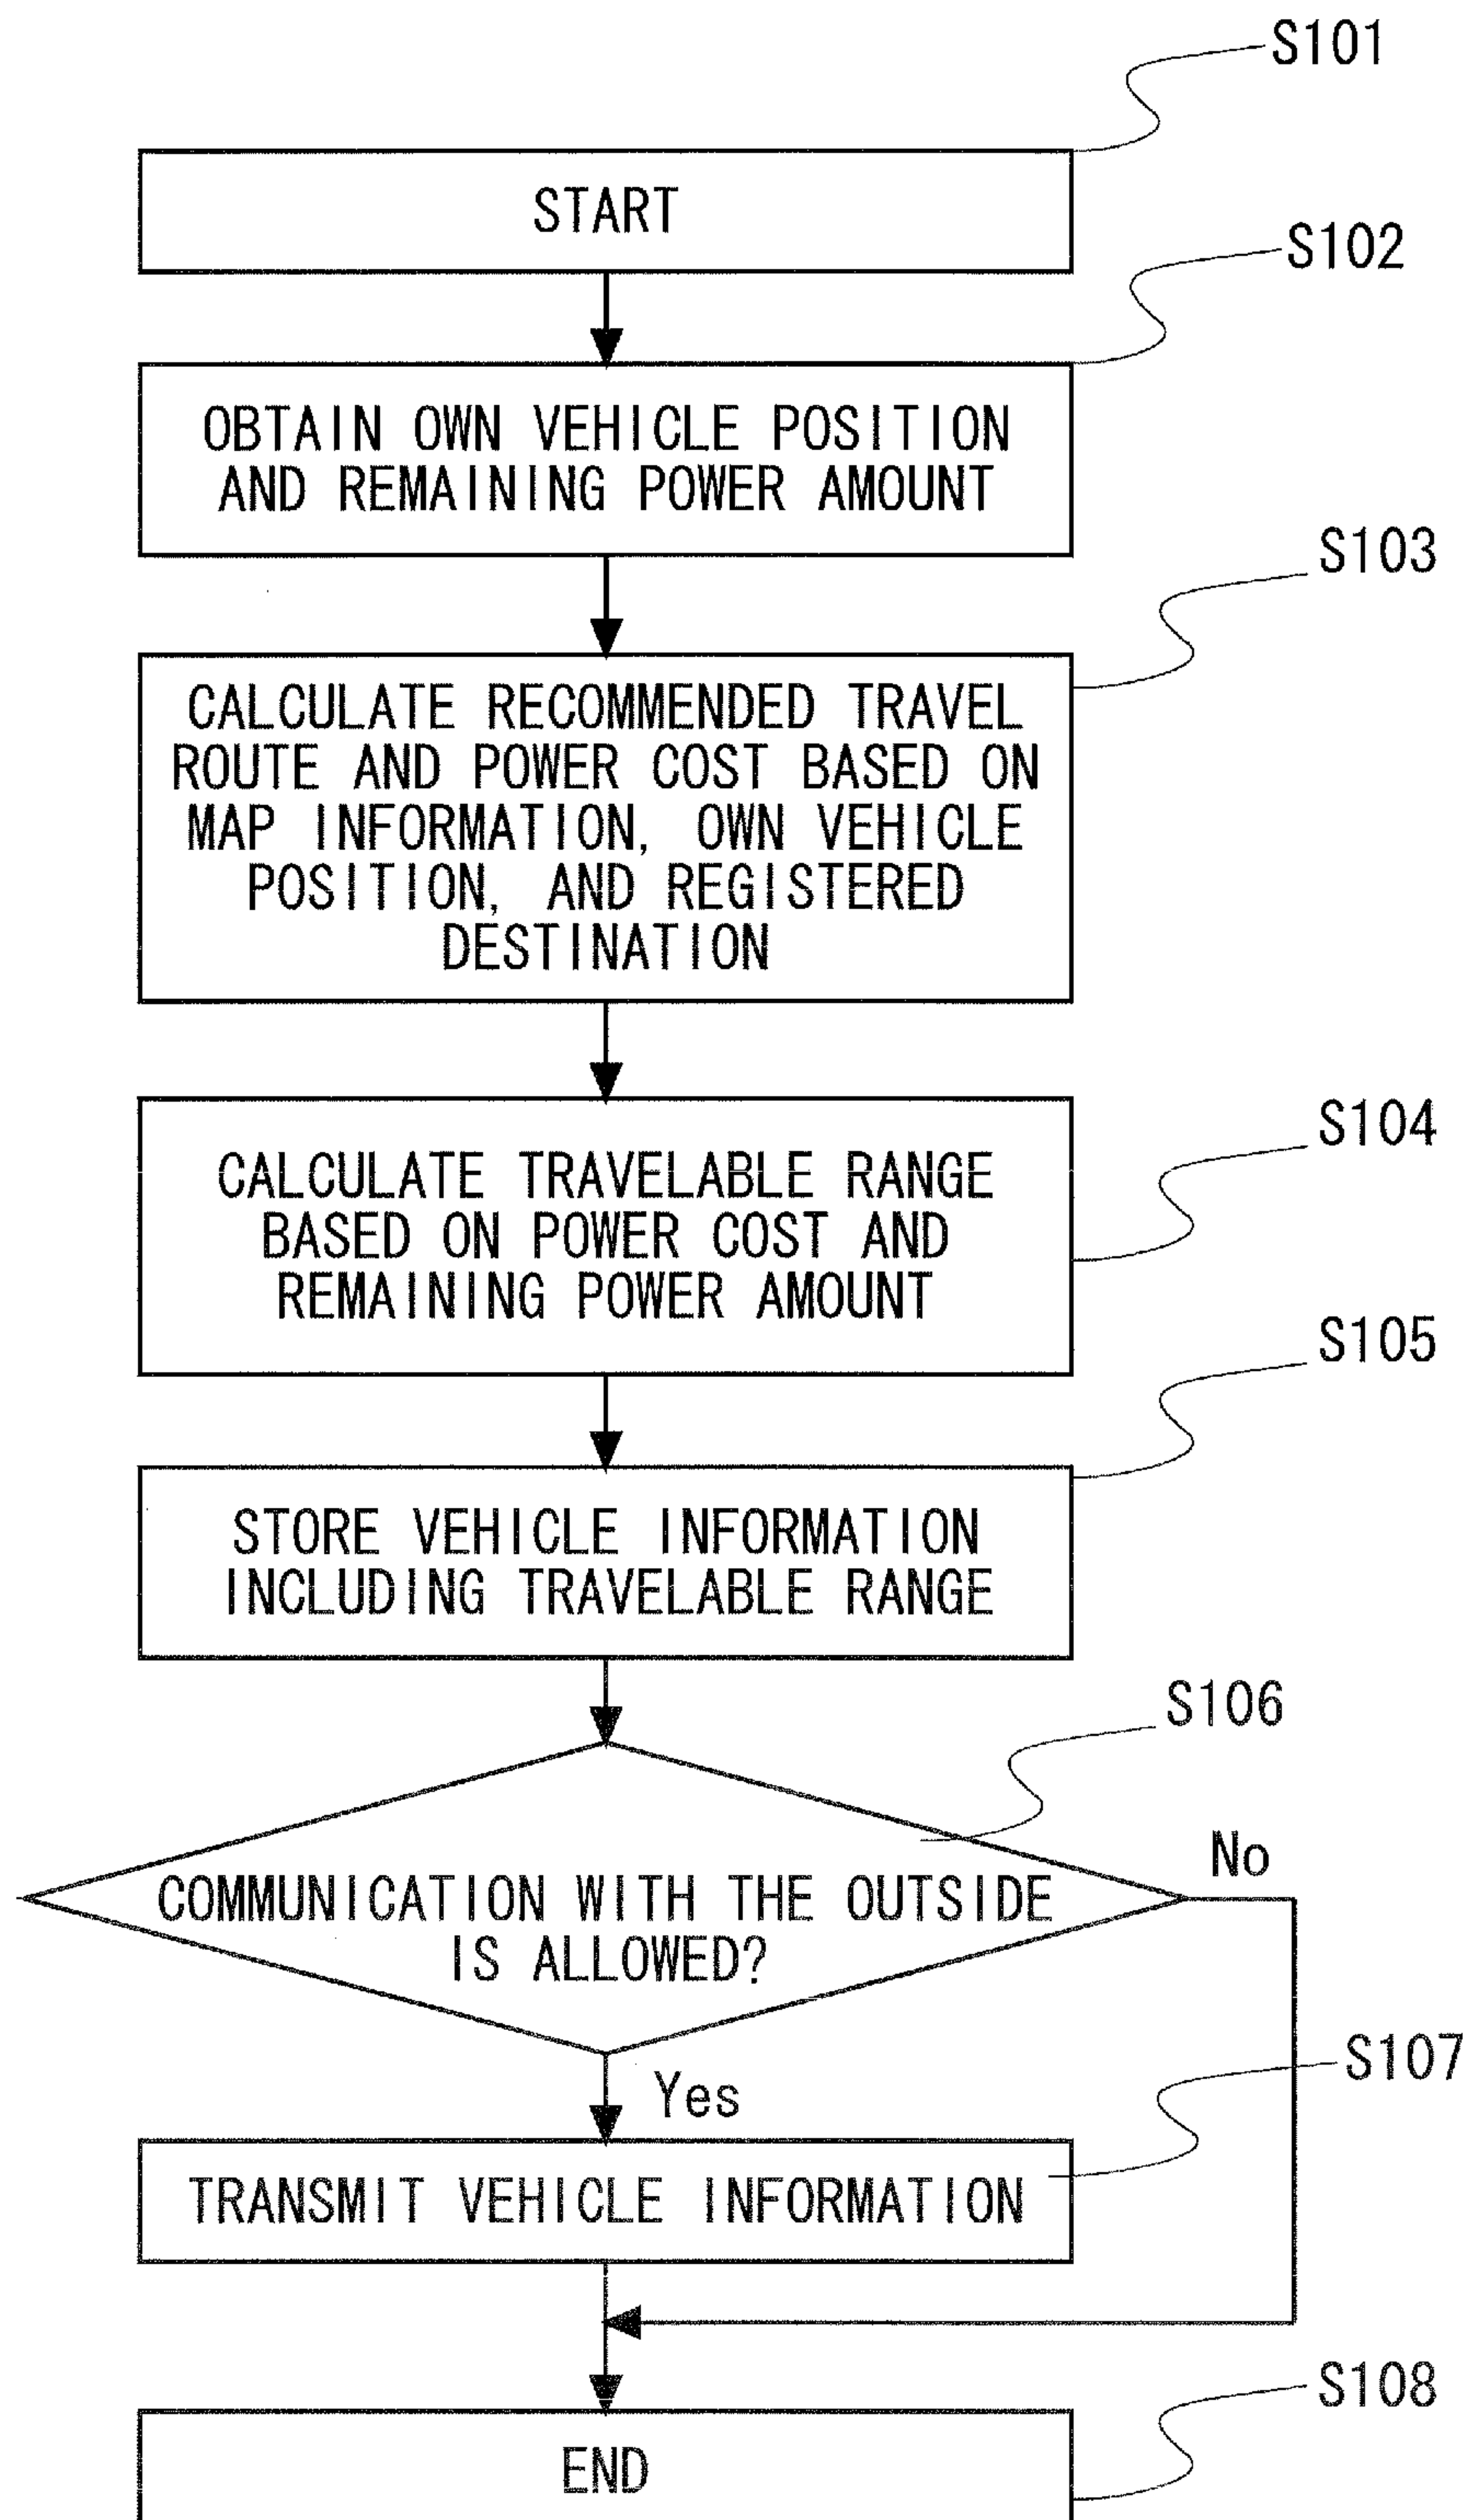 S101
START
S102
OBTAIN OWN VEHICLE POSITION
AND REMAINING POWER AMOUNT
S103
CALCULATE RECOMMENDED TRAVEL
ROUTE AND POWER COST BASED ON
MAP INFORMATION, OWN VEHICLE
POSITION, AND REGISTERED
DESTINATION
S104
CALCULATE TRAVELABLE RANGE
BASED ON POWER COST AND
REMAINING POWER AMOUNT
S105
STORE VEHICLE INFORMATION
INCLUDING TRAVELABLE RANGE
S106
COMMUNICATION WITH THE OUTSIDE
IS ALLOWED?
No
Yes
S107
TRANSMIT VEHICLE INFORMATION
S108
END